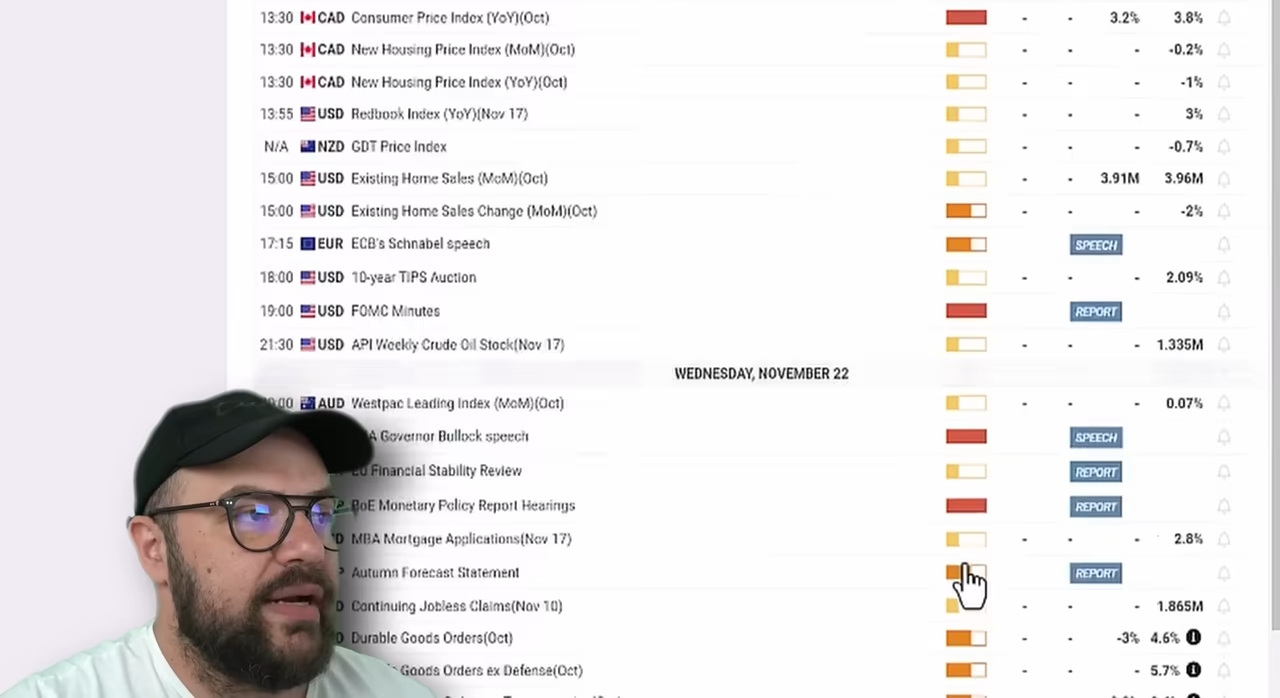 13:30 CAD Consumer Price Index (YoY)(Oct) - - 3.2% 3.8%
13:30 CAD New Housing Price Index (MoM)(Oct) - - - -0.2%
13:30 CAD New Housing Price Index (YoY)(Oct) - - - -1%
13:55 USD Redbook Index (YoY)(Nov 17) - - - 3%
N/A NZD GDT Price Index - - - -0.7%
15:00 USD Existing Home Sales (MoM)(Oct) - - 3.91M 3.96M
15:00 USD Existing Home Sales Change (MoM)(Oct) - - - -2%
17:15 EUR ECB's Schnabel speech SPEECH
18:00 USD 10-year TIPS Auction - - - 2.09%
19:00 USD FOMC Minutes REPORT
21:30 USD API Weekly Crude Oil Stock(Nov 17) - - - 1.335M
WEDNESDAY, NOVEMBER 22
:00 AUD Westpac Leading Index (MoM)(Oct) - - - 0.07%
A Governor Bullock speech SPEECH
EU Financial Stability Review REPORT
P BoE Monetary Policy Report Hearings REPORT
D MBA Mortgage Applications(Nov 17) - - - 2.8%
P Autumn Forecast Statement REPORT
D Continuing Jobless Claims(Nov 10) - - - 1.865M
D Durable Goods Orders(Oct) - - -3% 4.6%
Goods Orders ex Defense(Oct) - - - 5.7%